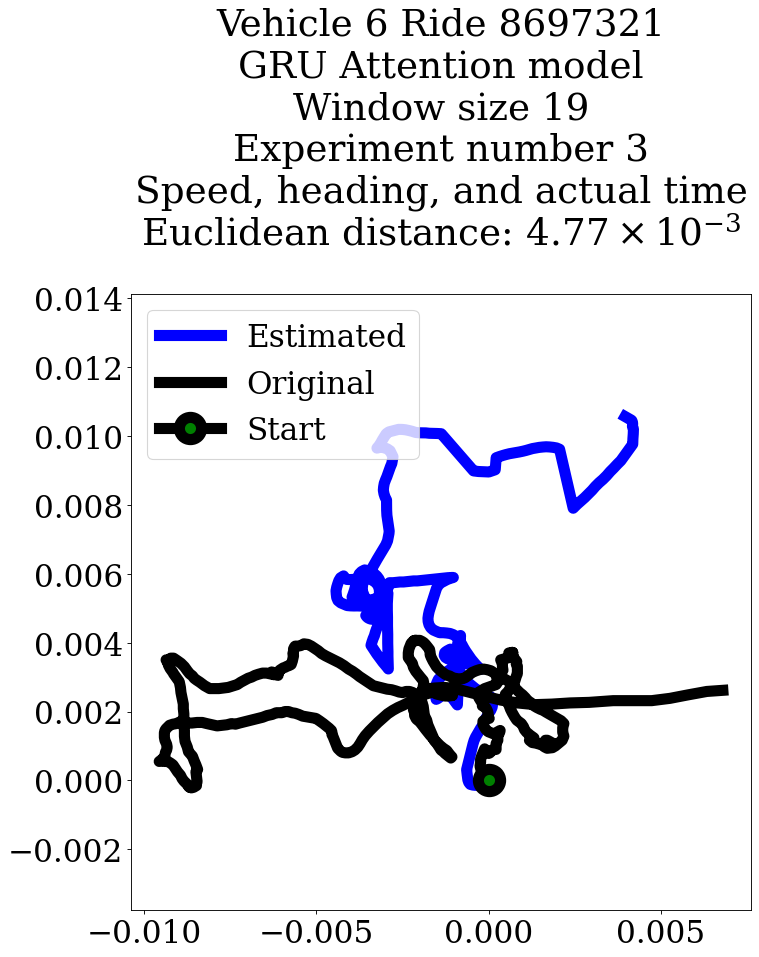 Vehicle 6 Ride 8697321
GRU Attention model
Window size 19
Experiment number 3
Speed, heading, and actual time
Euclidean distance: 4.77 × 10⁻³
0.014
0.012
0.010
0.008
0.006
0.004
0.002
0.000
−0.002
Estimated
Original
Start
−0.010
−0.005
0.000
0.005